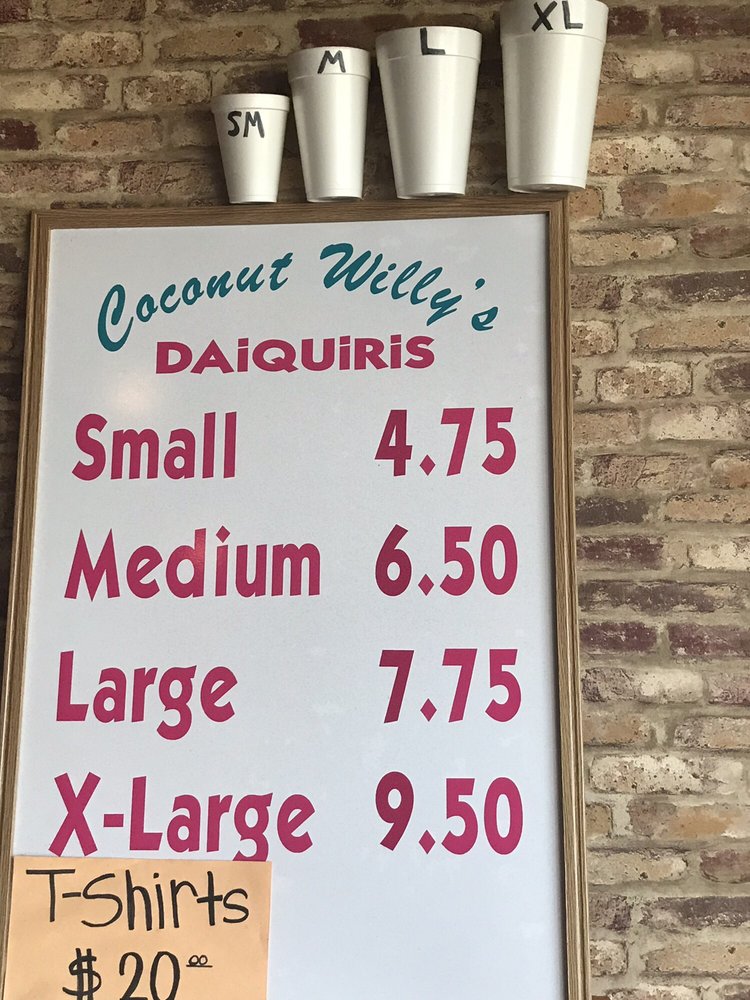 SM
M
L
XL
Coconut Willy's
DAiQUiRiS
Small 4.75
Medium 6.50
Large 7.75
X-Large 9.50
T-Shirts
$20.00